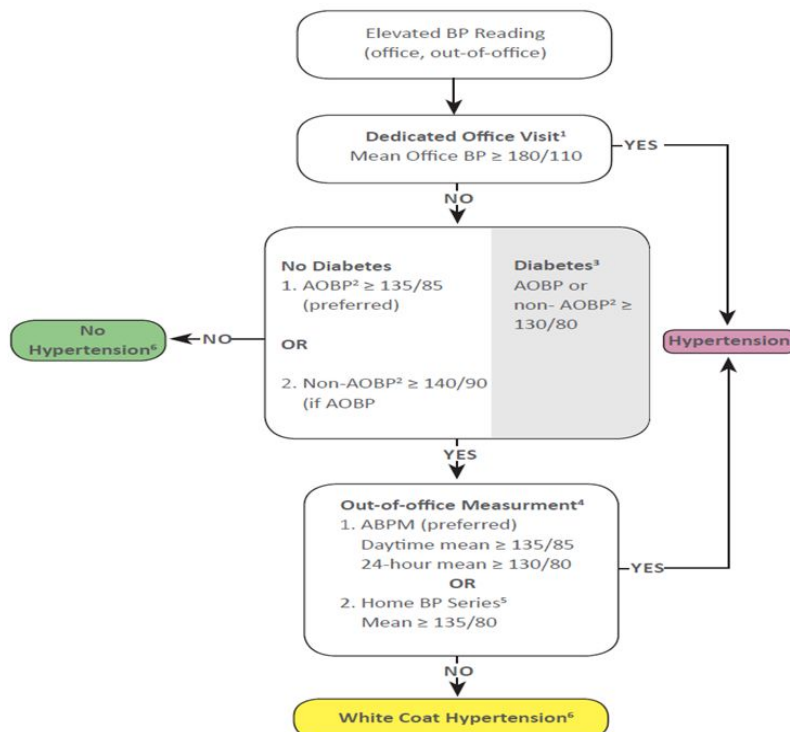 Elevated BP Reading
(office, out-of-office)
Dedicated Office Visit¹
Mean Office BP ≥ 180/110
YES
NO
No Diabetes
1. AOBP² ≥ 135/85
(preferred)
OR
2. Non-AOBP² ≥ 140/90
(if AOBP
Diabetes³
AOBP or
non- AOBP² ≥
130/80
NO
No
Hypertension⁶
Hypertension
YES
Out-of-office Measurment⁴
1. ABPM (preferred)
Daytime mean ≥ 135/85
24-hour mean ≥ 130/80
OR
2. Home BP Series⁵
Mean ≥ 135/80
YES
NO
White Coat Hypertension⁶